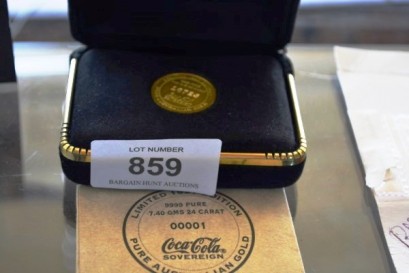 LOT NUMBER
859
BARGAIN HUNT AUCTIONS
LIMITED EDITION
9999 PURE
7.40 GMS 24 CARAT
00001
Coca-Cola
SOVEREIGN
PURE AUSTRALIAN GOLD